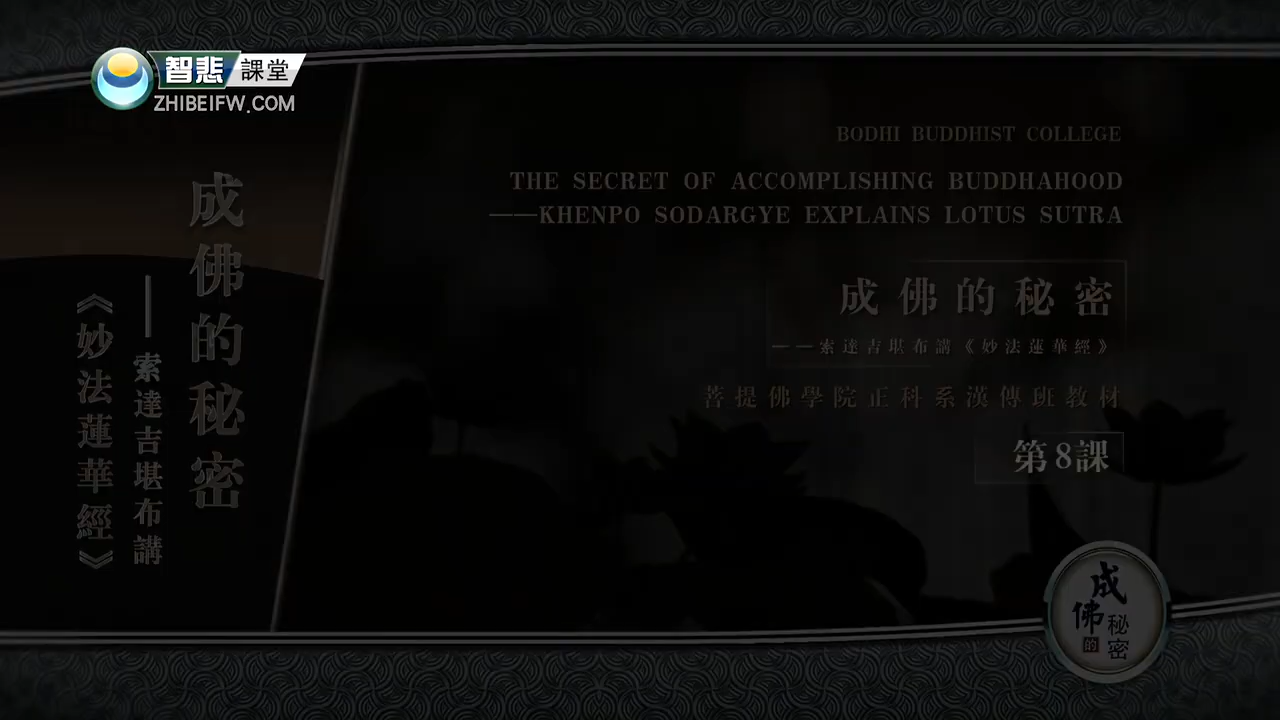 智悲課堂
ZHIBEIFW.COM
成佛的秘密
——索達吉堪布講
《妙法蓮華經》
BODHI BUDDHIST COLLEGE
THE SECRET OF ACCOMPLISHING BUDDHAHOOD
——KHENPO SODARGYE EXPLAINS LOTUS SUTRA
成佛的秘密
——索達吉堪布講《妙法蓮華經》
菩提佛學院正科系漢傳班教材
第8課
成佛的秘密